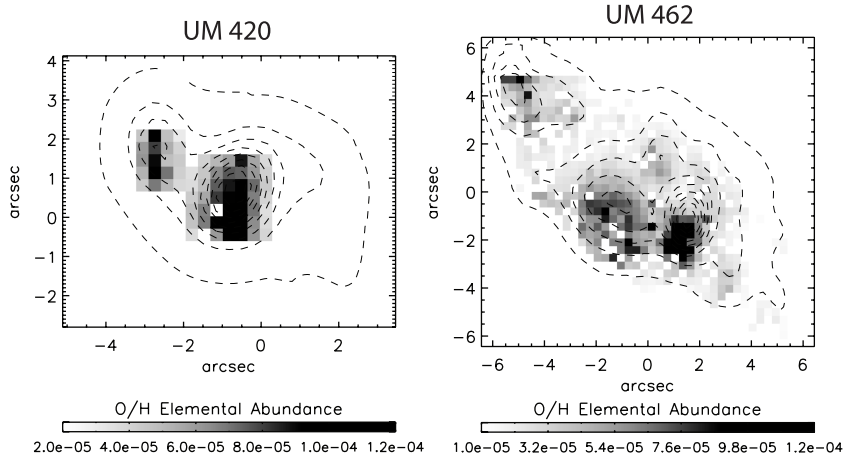 UM 420
4
3
2
1
0
−1
−2
arcsec
−4 −2 0 2
arcsec
O/H Elemental Abundance
2.0e-05 4.0e-05 6.0e-05 8.0e-05 1.0e-04 1.2e-04
UM 462
6
4
2
0
−2
−4
−6
arcsec
−6 −4 −2 0 2 4 6
arcsec
O/H Elemental Abundance
1.0e-05 3.2e-05 5.4e-05 7.6e-05 9.8e-05 1.2e-04